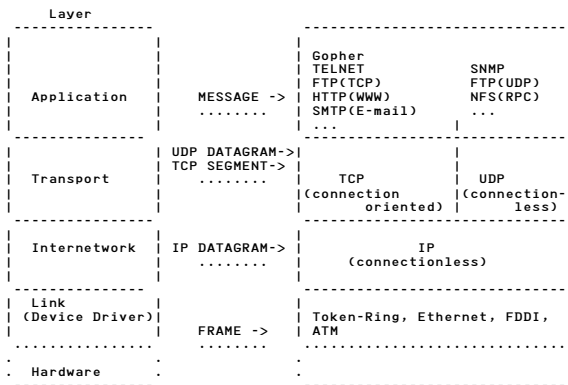 Layer
Gopher
TELNET SNMP
FTP(TCP) FTP(UDP)
Application MESSAGE -> HTTP(WWW) NFS(RPC)
........ SMTP(E-mail) ...
...
UDP DATAGRAM->
TCP SEGMENT->
Transport ........ TCP UDP
(connection (connection-
oriented) less)
Internetwork IP DATAGRAM-> IP
........ (connectionless)
Link
(Device Driver) Token-Ring, Ethernet, FDDI,
FRAME -> ATM
........
Hardware